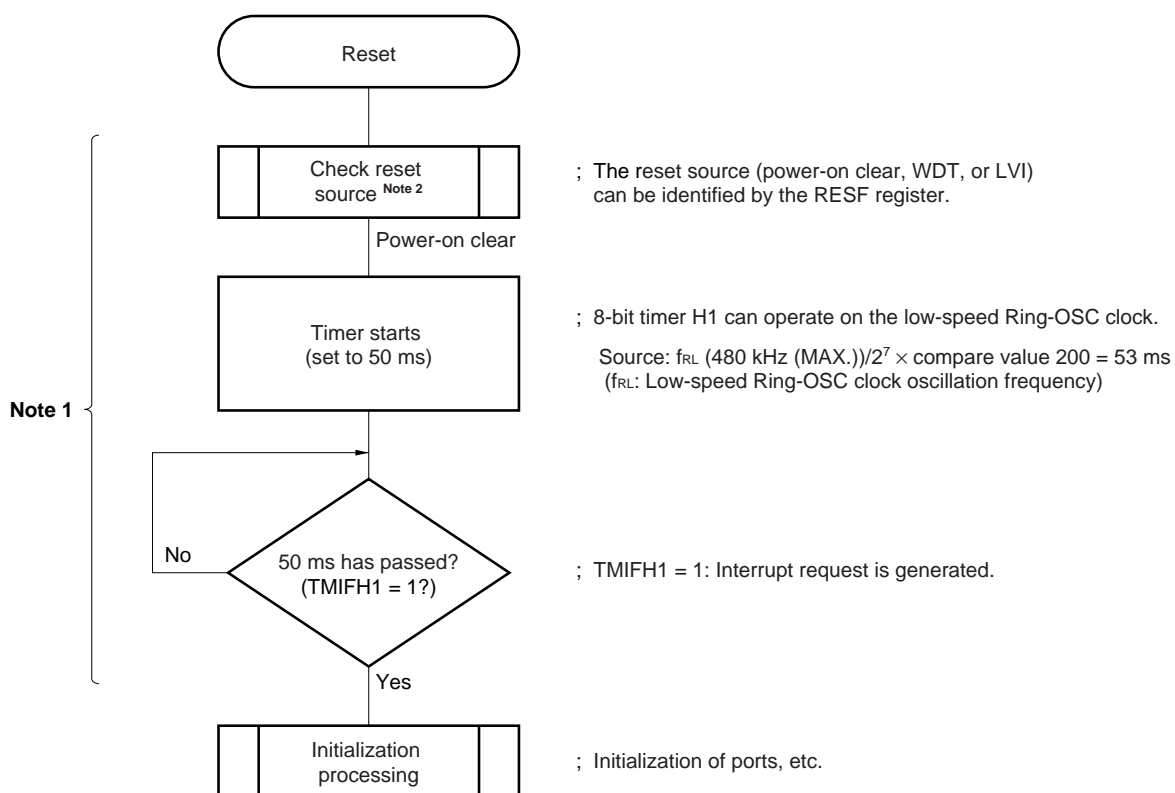 Reset
Check reset
source Note 2
; The reset source (power-on clear, WDT, or LVI)
can be identified by the RESF register.
Power-on clear
Timer starts
(set to 50 ms)
; 8-bit timer H1 can operate on the low-speed Ring-OSC clock.
Source: fRL (480 kHz (MAX.))/2⁷ × compare value 200 = 53 ms
(fRL: Low-speed Ring-OSC clock oscillation frequency)
Note 1
No
50 ms has passed?
(TMIFH1 = 1?)
; TMIFH1 = 1: Interrupt request is generated.
Yes
Initialization
processing
; Initialization of ports, etc.